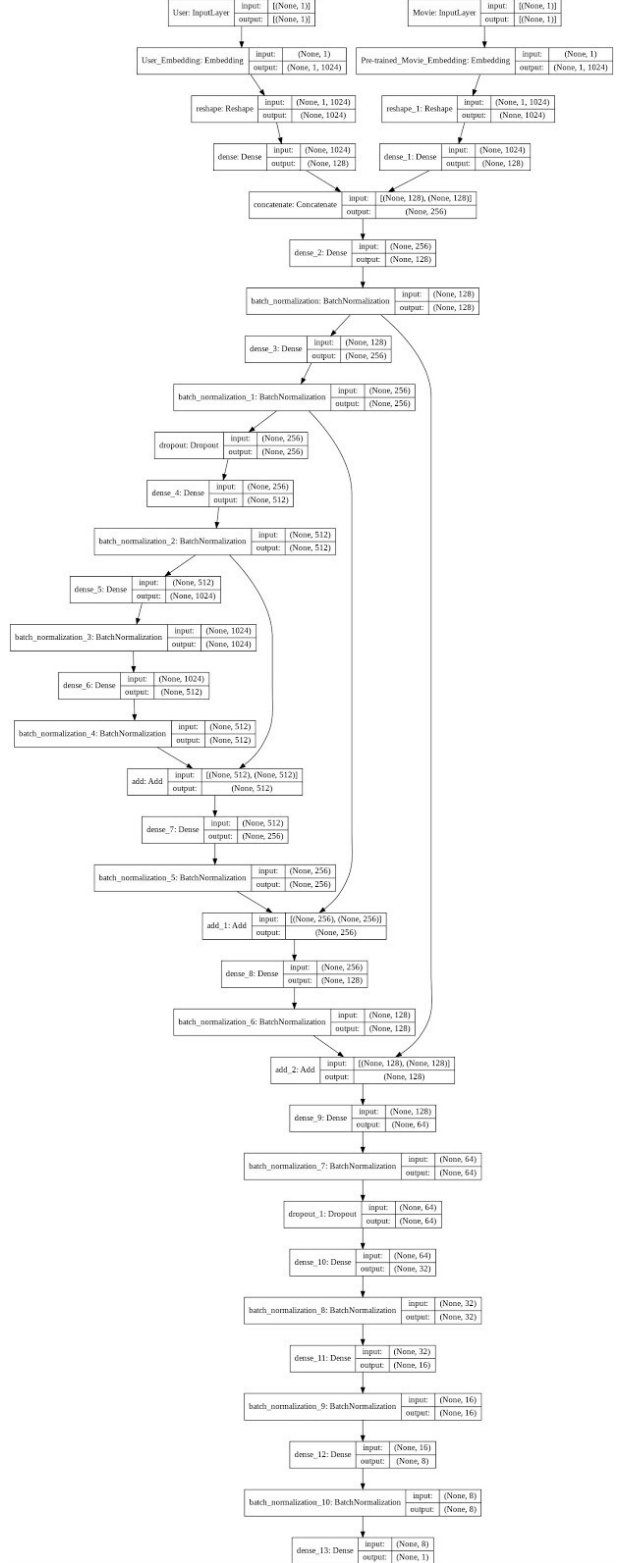 User: InputLayer input: [(None, 1)]
output: [(None, 1)]
Movie: InputLayer input: [(None, 1)]
output: [(None, 1)]
User_Embedding: Embedding input: (None, 1)
output: (None, 1, 1024)
Pre-trained_Movie_Embedding: Embedding input: (None, 1)
output: (None, 1, 1024)
reshape: Reshape input: (None, 1, 1024)
output: (None, 1024)
reshape_1: Reshape input: (None, 1, 1024)
output: (None, 1024)
dense: Dense input: (None, 1024)
output: (None, 128)
dense_1: Dense input: (None, 1024)
output: (None, 128)
concatenate: Concatenate input: [(None, 128), (None, 128)]
output: (None, 256)
dense_2: Dense input: (None, 256)
output: (None, 128)
batch_normalization: BatchNormalization input: (None, 128)
output: (None, 128)
dense_3: Dense input: (None, 128)
output: (None, 256)
batch_normalization_1: BatchNormalization input: (None, 256)
output: (None, 256)
dropout: Dropout input: (None, 256)
output: (None, 256)
dense_4: Dense input: (None, 256)
output: (None, 512)
batch_normalization_2: BatchNormalization input: (None, 512)
output: (None, 512)
dense_5: Dense input: (None, 512)
output: (None, 1024)
batch_normalization_3: BatchNormalization input: (None, 1024)
output: (None, 1024)
dense_6: Dense input: (None, 1024)
output: (None, 512)
batch_normalization_4: BatchNormalization input: (None, 512)
output: (None, 512)
add: Add input: [(None, 512), (None, 512)]
output: (None, 512)
dense_7: Dense input: (None, 512)
output: (None, 256)
batch_normalization_5: BatchNormalization input: (None, 256)
output: (None, 256)
add_1: Add input: [(None, 256), (None, 256)]
output: (None, 256)
dense_8: Dense input: (None, 256)
output: (None, 128)
batch_normalization_6: BatchNormalization input: (None, 128)
output: (None, 128)
add_2: Add input: [(None, 128), (None, 128)]
output: (None, 128)
dense_9: Dense input: (None, 128)
output: (None, 64)
batch_normalization_7: BatchNormalization input: (None, 64)
output: (None, 64)
dropout_1: Dropout input: (None, 64)
output: (None, 64)
dense_10: Dense input: (None, 64)
output: (None, 32)
batch_normalization_8: BatchNormalization input: (None, 32)
output: (None, 32)
dense_11: Dense input: (None, 32)
output: (None, 16)
batch_normalization_9: BatchNormalization input: (None, 16)
output: (None, 16)
dense_12: Dense input: (None, 16)
output: (None, 8)
batch_normalization_10: BatchNormalization input: (None, 8)
output: (None, 8)
dense_13: Dense input: (None, 8)
output: (None, 1)